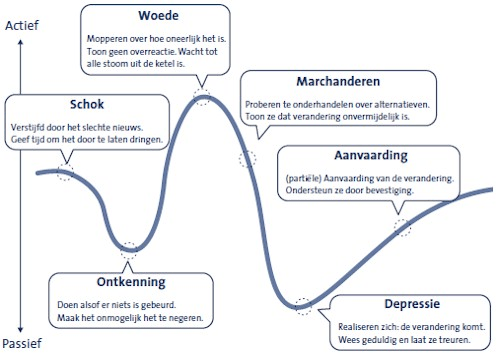 Actief
Woede
Mopperen over hoe oneerlijk het is.
Toon geen overreactie. Wacht tot
alle stoom uit de ketel is.
Schok
Verstijfd door het slechte nieuws.
Geef tijd om het door te laten dringen.
Marchanderen
Proberen te onderhandelen over alternatieven.
Toon ze dat verandering onvermijdelijk is.
Aanvaarding
(partiële) Aanvaarding van de verandering.
Ondersteun ze door bevestiging.
Ontkenning
Doen alsof er niets is gebeurd.
Maak het onmogelijk het te negeren.
Depressie
Realiseren zich: de verandering komt.
Wees geduldig en laat ze treuren.
Passief